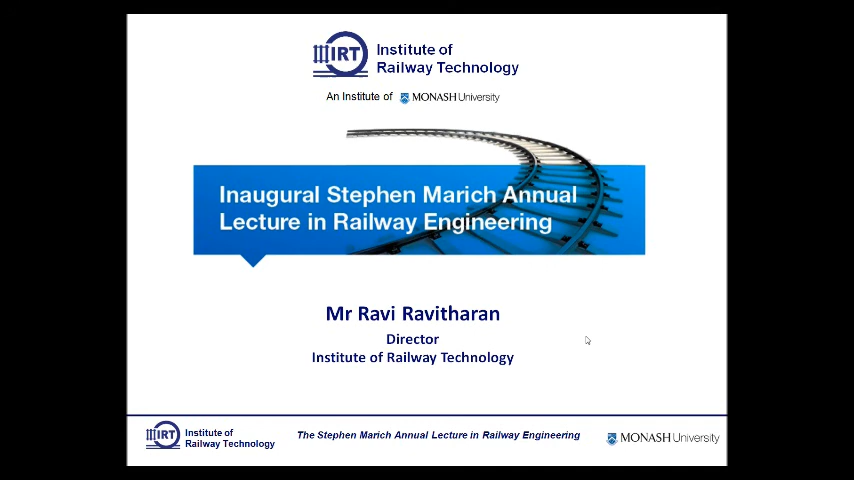 IRT
Institute of
Railway Technology
An Institute of MONASH University
Inaugural Stephen Marich Annual
Lecture in Railway Engineering
Mr Ravi Ravitharan
Director
Institute of Railway Technology
IRT
Institute of
Railway Technology
The Stephen Marich Annual Lecture in Railway Engineering
MONASH University